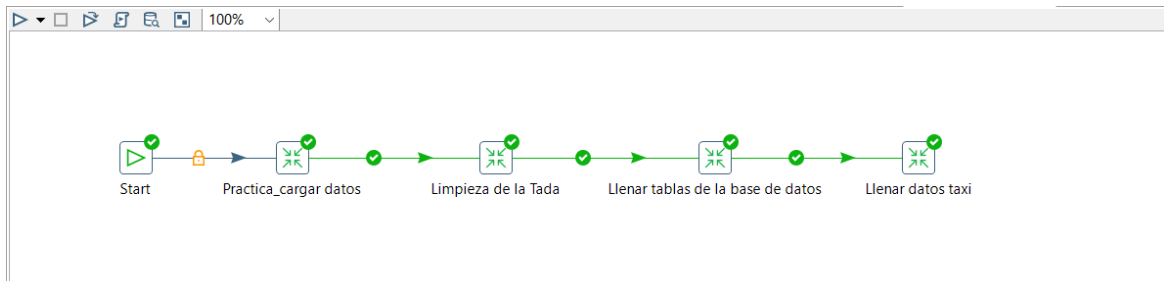 100%
Start
Practica_cargar datos
Limpieza de la Tada
Llenar tablas de la base de datos
Llenar datos taxi